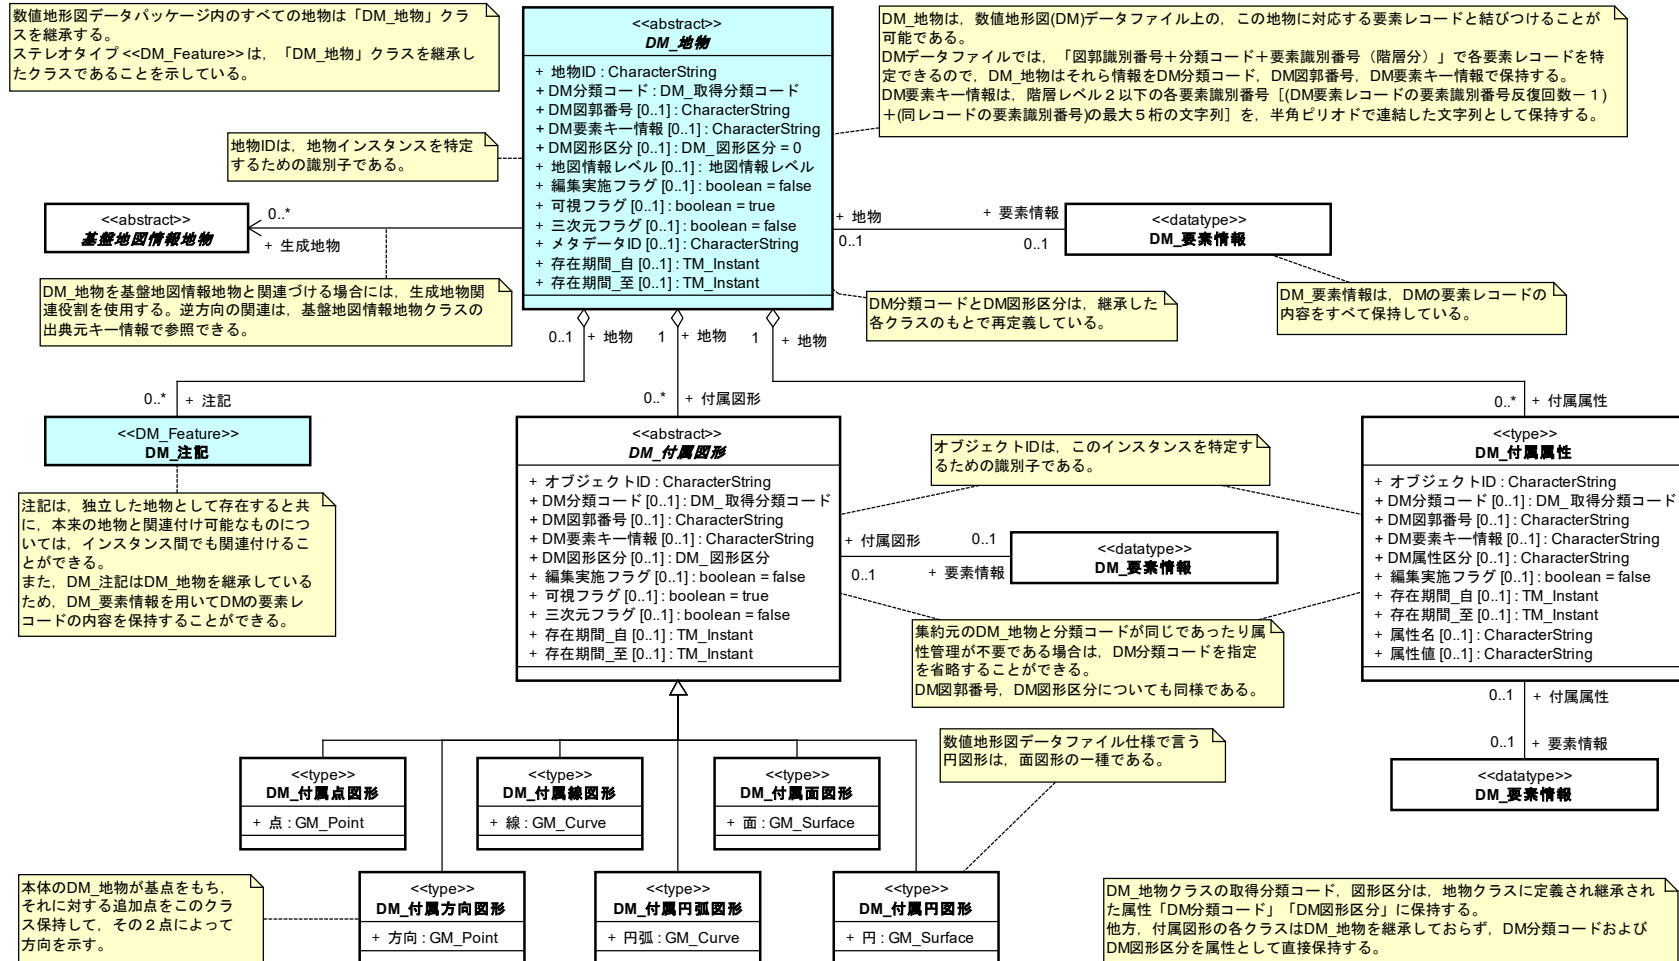 数値地形図データパッケージ内のすべての地物は「DM_地物」クラ
スを継承する。
ステレオタイプ <<DM_Feature>> は，「DM_地物」クラスを継承し
たクラスであることを示している。
<<abstract>>
DM_地物
+ 地物ID : CharacterString
+ DM分類コード : DM_取得分類コード
+ DM図郭番号 [0..1] : CharacterString
+ DM要素キー情報 [0..1] : CharacterString
+ DM図形区分 [0..1] : DM_図形区分 = 0
+ 地図情報レベル [0..1] : 地図情報レベル
+ 編集実施フラグ [0..1] : boolean = false
+ 可視フラグ [0..1] : boolean = true
+ 三次元フラグ [0..1] : boolean = false
+ メタデータID [0..1] : CharacterString
+ 存在期間_自 [0..1] : TM_Instant
+ 存在期間_至 [0..1] : TM_Instant
DM_地物は，数値地形図(DM)データファイル上の，この地物に対応する要素レコードと結びつけることが
可能である。
DMデータファイルでは，「図郭識別番号＋分類コード＋要素識別番号（階層分）」で各要素レコードを特
定できるので，DM_地物はそれら情報をDM分類コード，DM図郭番号，DM要素キー情報で保持する。
DM要素キー情報は，階層レベル２以下の各要素識別番号［(DM要素レコードの要素識別番号反復回数－１)
＋(同レコードの要素識別番号)の最大５桁の文字列］を，半角ピリオドで連結した文字列として保持する。
地物IDは，地物インスタンスを特定
するための識別子である。
<<abstract>>
基盤地図情報地物
0..*
+ 生成地物
+ 地物
0..1
+ 要素情報
0..1
<<datatype>>
DM_要素情報
DM_地物を基盤地図情報地物と関連づける場合には，生成地物関
連役割を使用する。逆方向の関連は，基盤地図情報地物クラスの
出典元キー情報で参照できる。
DM分類コードとDM図形区分は，継承した
各クラスのもとで再定義している。
DM_要素情報は，DMの要素レコードの
内容をすべて保持している。
0..1
+ 地物
1
+ 地物
1
+ 地物
0..*
+ 注記
0..*
+ 付属図形
0..*
+ 付属属性
<<DM_Feature>>
DM_注記
注記は，独立した地物として存在すると共
に，本来の地物と関連付け可能なものにつ
いては，インスタンス間でも関連付けるこ
とができる。
また，DM_注記はDM_地物を継承している
ため，DM_要素情報を用いてDMの要素レ
コードの内容を保持することができる。
<<abstract>>
DM_付属図形
+ オブジェクトID : CharacterString
+ DM分類コード [0..1] : DM_取得分類コード
+ DM図郭番号 [0..1] : CharacterString
+ DM要素キー情報 [0..1] : CharacterString
+ DM図形区分 [0..1] : DM_図形区分
+ 編集実施フラグ [0..1] : boolean = false
+ 可視フラグ [0..1] : boolean = true
+ 三次元フラグ [0..1] : boolean = false
+ 存在期間_自 [0..1] : TM_Instant
+ 存在期間_至 [0..1] : TM_Instant
オブジェクトIDは，このインスタンスを特定す
るための識別子である。
+ 付属図形
0..1
0..1
+ 要素情報
<<datatype>>
DM_要素情報
集約元のDM_地物と分類コードが同じであったり属
性管理が不要である場合は，DM分類コードを指定
を省略することができる。
DM図郭番号，DM図形区分についても同様である。
<<type>>
DM_付属属性
+ オブジェクトID : CharacterString
+ DM分類コード [0..1] : DM_取得分類コード
+ DM図郭番号 [0..1] : CharacterString
+ DM要素キー情報 [0..1] : CharacterString
+ DM属性区分 [0..1] : CharacterString
+ 編集実施フラグ [0..1] : boolean = false
+ 存在期間_自 [0..1] : TM_Instant
+ 存在期間_至 [0..1] : TM_Instant
+ 属性名 [0..1] : CharacterString
+ 属性値 [0..1] : CharacterString
0..1
+ 付属属性
0..1
+ 要素情報
<<datatype>>
DM_要素情報
数値地形図データファイル仕様で言う
円図形は，面図形の一種である。
<<type>>
DM_付属点図形
+ 点 : GM_Point
<<type>>
DM_付属線図形
+ 線 : GM_Curve
<<type>>
DM_付属面図形
+ 面 : GM_Surface
本体のDM_地物が基点をもち，
それに対する追加点をこのクラ
ス保持して，その２点によって
方向を示す。
<<type>>
DM_付属方向図形
+ 方向 : GM_Point
<<type>>
DM_付属円弧図形
+ 円弧 : GM_Curve
<<type>>
DM_付属円図形
+ 円 : GM_Surface
DM_地物クラスの取得分類コード，図形区分は，地物クラスに定義され継承され
た属性「DM分類コード」「DM図形区分」に保持する。
他方，付属図形の各クラスはDM_地物を継承しておらず，DM分類コードおよび
DM図形区分を属性として直接保持する。